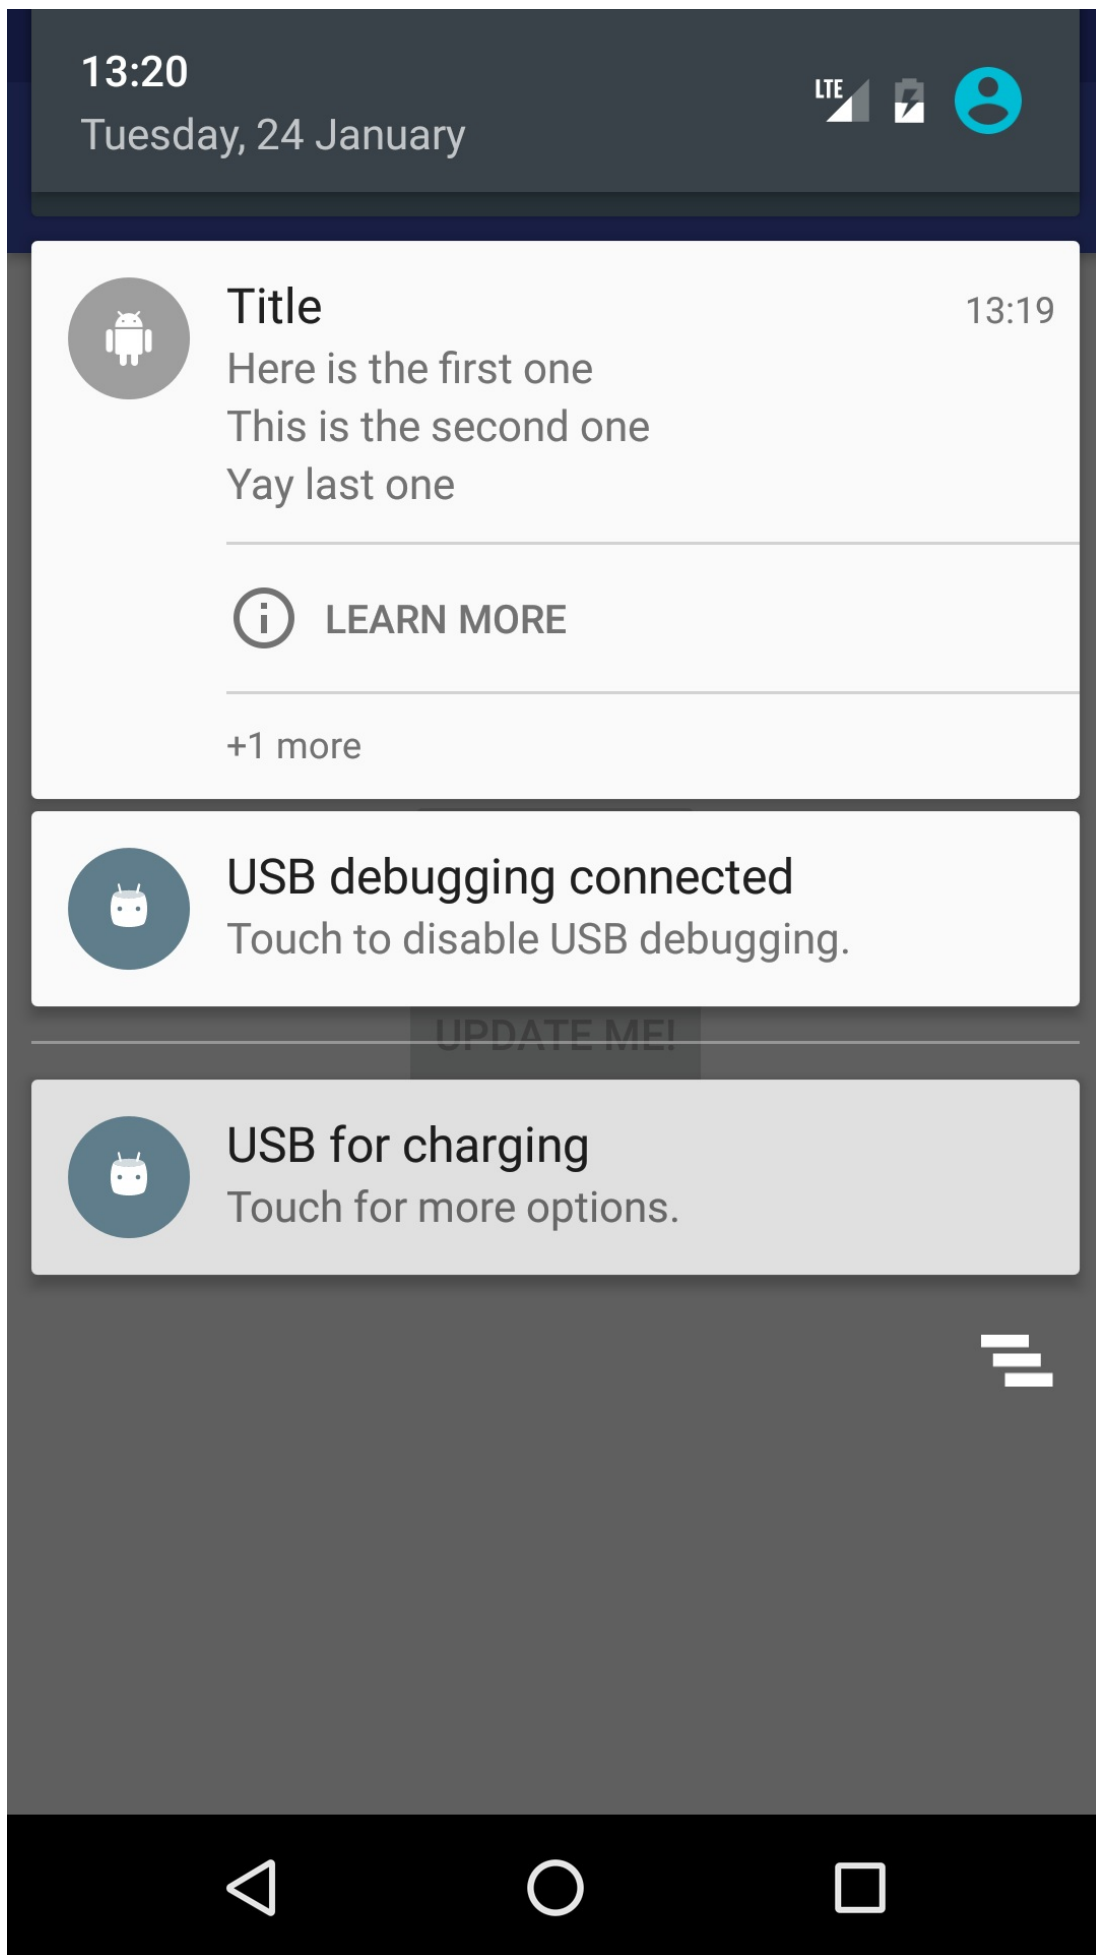 13:20
Tuesday, 24 January
LTE
Title
13:19
Here is the first one
This is the second one
Yay last one
LEARN MORE
+1 more
USB debugging connected
Touch to disable USB debugging.
UPDATE ME!
USB for charging
Touch for more options.